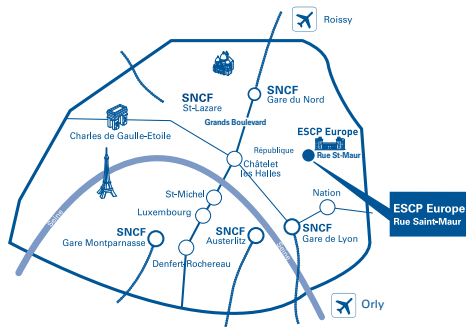 Roissy
SNCF
Gare du Nord
SNCF
St-Lazare
Grands Boulevard
ESCP Europe
Rue St-Maur
Charles de Gaulle-Etoile
République
Châtelet
les Halles
St-Michel
Luxembourg
Nation
ESCP Europe
Rue Saint-Maur
SNCF
Gare Montparnasse
SNCF
Austerlitz
SNCF
Gare de Lyon
Seine
Seine
Denfert-Rochereau
Orly